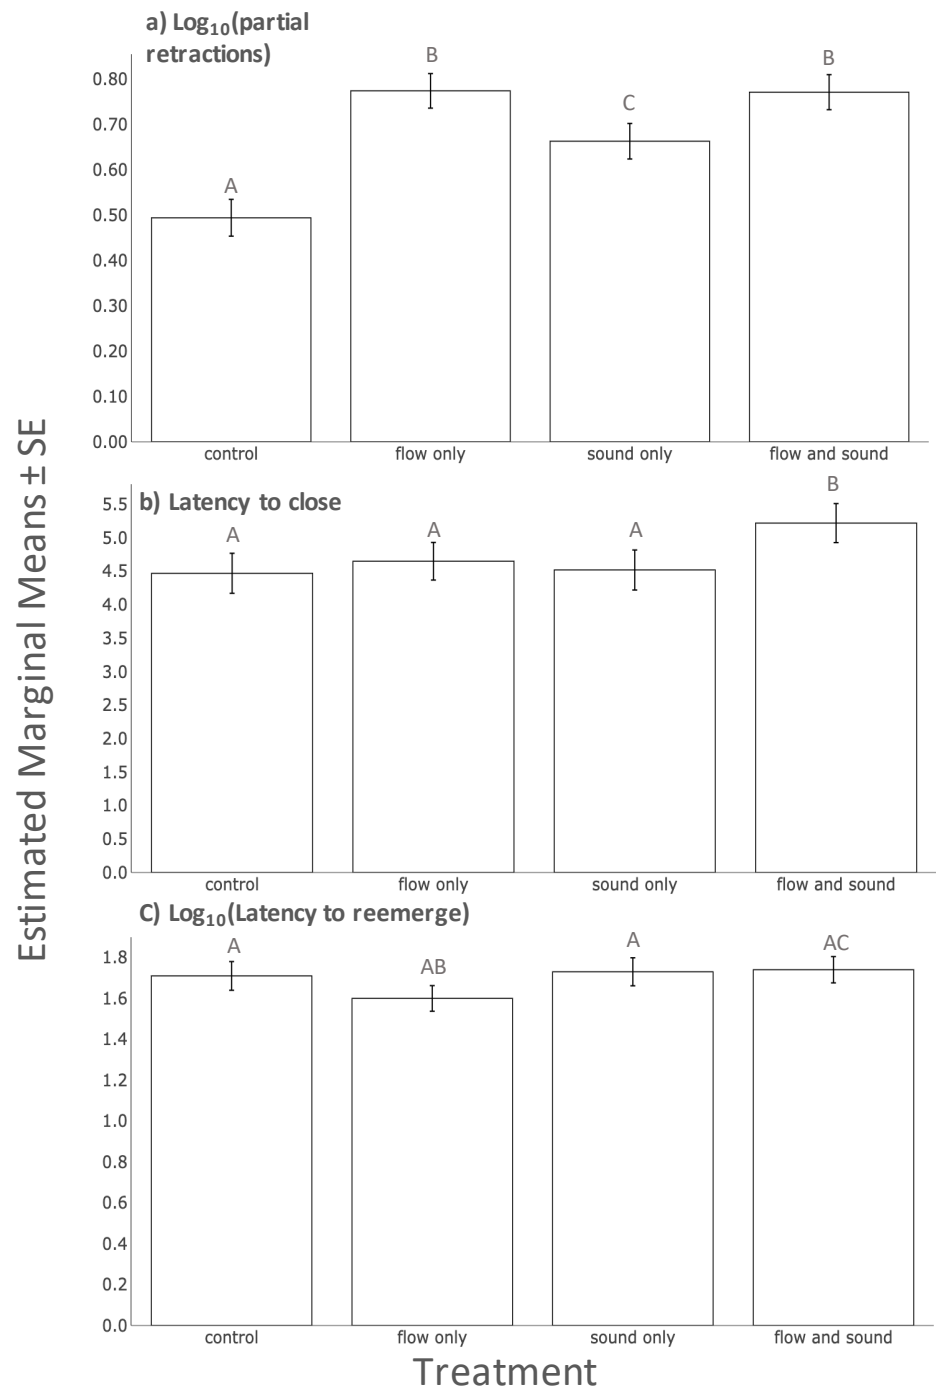 a) Log₁₀(partial
retractions)
B
B
C
A
0.80
0.70
0.60
0.50
0.40
0.30
0.20
0.10
0.00
control flow only sound only flow and sound
b) Latency to close
B
A A A
5.5
5.0
4.5
4.0
3.5
3.0
2.5
2.0
1.5
1.0
0.5
0.0
control flow only sound only flow and sound
C) Log₁₀(Latency to reemerge)
A AB A AC
1.8
1.6
1.4
1.2
1.0
0.8
0.6
0.4
0.2
0.0
control flow only sound only flow and sound
Treatment
Estimated Marginal Means ± SE